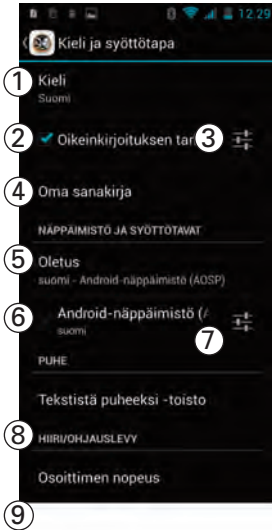 12.29
Kieli ja syöttötapa
1
Kieli
Suomi
2 Oikeinkirjoituksen tar 3
4 Oma sanakirja
NÄPPÄIMISTÖ JA SYÖTTÖTAVAT
5 Oletus
suomi - Android-näppäimistö (AOSP)
6 Android-näppäimistö (A
suomi
7
PUHE
Tekstistä puheeksi -toisto
8
HIIRI/OHJAUSLEVY
Osoittimen nopeus
9